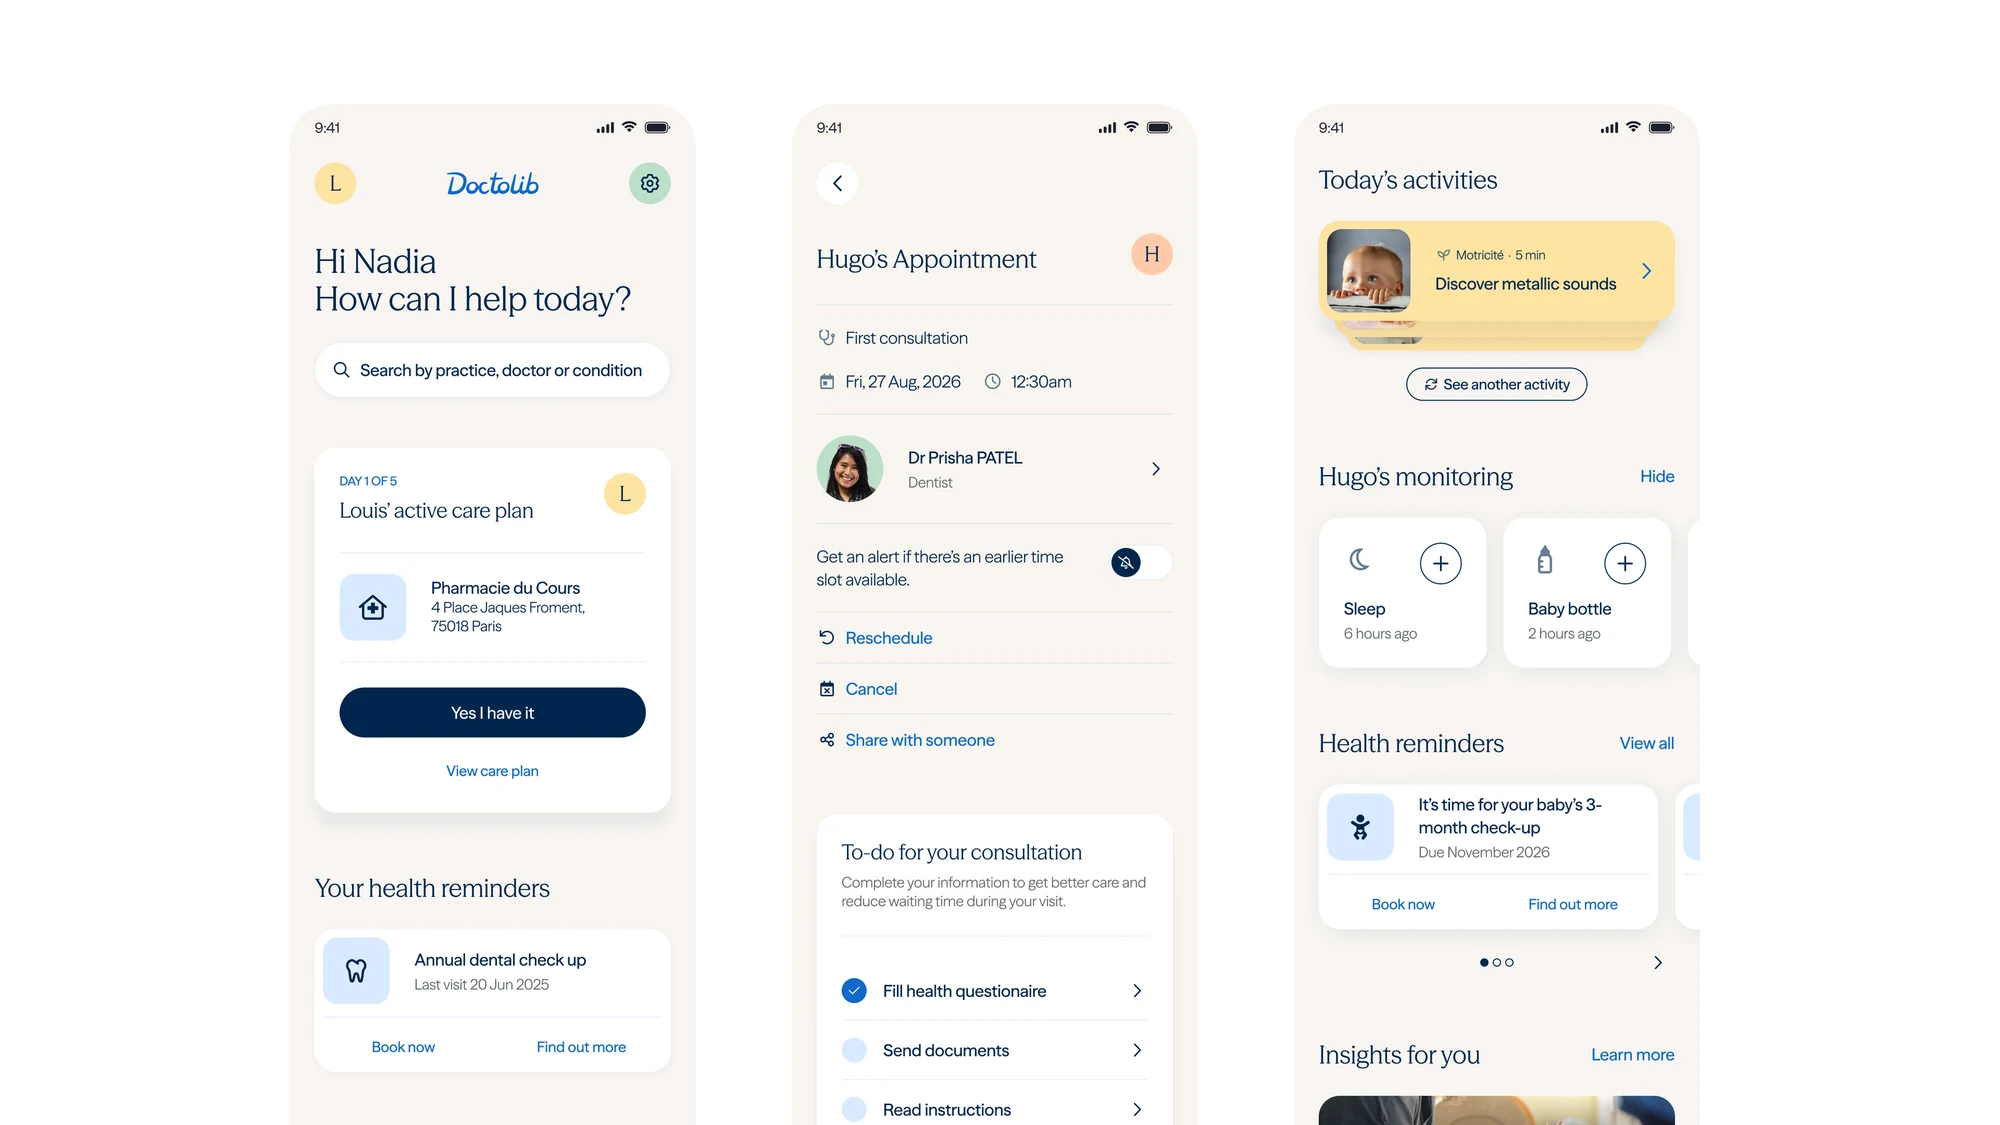 9:41
L
Doctolib
Hi Nadia
How can I help today?
Search by practice, doctor or condition
DAY 1 OF 5
Louis’ active care plan
L
Pharmacie du Cours
4 Place Jaques Froment,
75018 Paris
Yes I have it
View care plan
Your health reminders
Annual dental check up
Last visit 20 Jun 2025
Book now
Find out more
9:41
Hugo’s Appointment
H
First consultation
Fri, 27 Aug, 2026
12:30am
Dr Prisha PATEL
Dentist
Get an alert if there’s an earlier time
slot available.
Reschedule
Cancel
Share with someone
To-do for your consultation
Complete your information to get better care and
reduce waiting time during your visit.
Fill health questionaire
Send documents
Read instructions
9:41
Today’s activities
Motricité · 5 min
Discover metallic sounds
See another activity
Hugo’s monitoring
Hide
Sleep
6 hours ago
Baby bottle
2 hours ago
Health reminders
View all
It’s time for your baby’s 3-
month check-up
Due November 2026
Book now
Find out more
Insights for you
Learn more